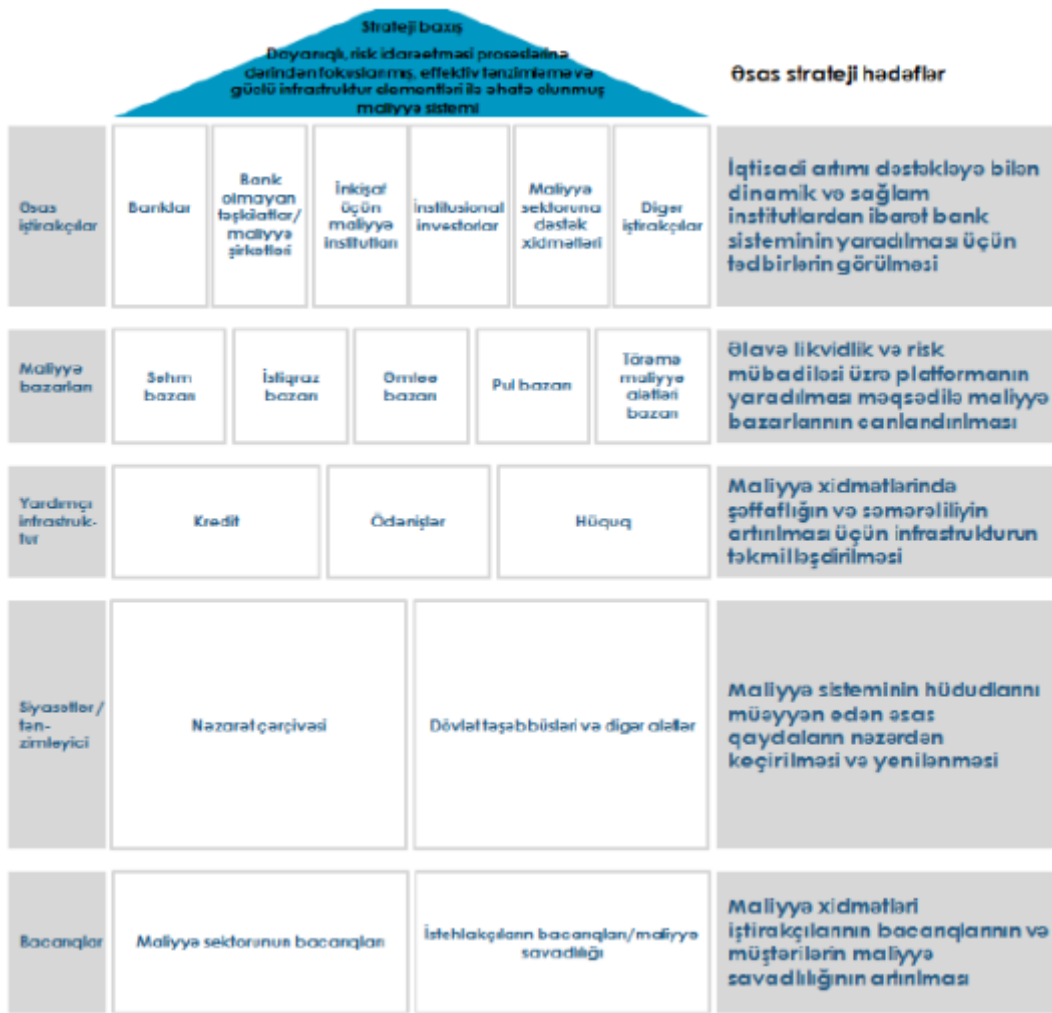 Strateji baxış
Dayanıqlı, risk idarəetməsi proseslərinə
dərindən fokuslanmış, effektiv tənzimləmə və
güclü infrastruktur elementləri ilə əhatə olunmuş
maliyyə sistemi
Əsas strateji hədəflər
Əsas
iştirakçılar
Banklar
Bank
olmayan
təşkilatlar/
maliyyə
şirkətləri
İnkişaf
üçün
maliyyə
institutları
İnstitusional
investorlar
Maliyyə
sektoruna
dəstək
xidmətləri
Digər
iştirakçılar
İqtisadi artımı dəstəkləyə bilən
dinamik və sağlam
institutlardan ibarət bank
sisteminin yaradılması üçün
tədbirlərin görülməsi
Maliyyə
bazarları
Səhm
bazarı
İstiqraz
bazarı
Əmtəə
bazarı
Pul bazarı
Törəmə
maliyyə
alətləri
bazarı
Əlavə likvidlik və risk
mübadiləsi üzrə platformanın
yaradılması məqsədilə maliyyə
bazarlarının canlandırılması
Yardımçı
infrastruk-
tur
Kredit
Ödənişlər
Hüquq
Maliyyə xidmətlərində
şəffaflığın və səmərəliliyin
artırılması üçün infrastrukturun
təkmilləşdirilməsi
Siyasətlər/
tən-
zimləyici
Nəzarət çərçivəsi
Dövlət təşəbbüsləri və digər alətlər
Maliyyə sisteminin hüdudlarını
müəyyən edən əsas
qaydaların nəzərdən
keçirilməsi və yenilənməsi
Bacarıqlar
Maliyyə sektorunun bacarıqları
İstehlakçıların bacarıqları/maliyyə
savadlılığı
Maliyyə xidmətləri
iştirakçılarının bacarıqlarının və
müştərilərin maliyyə
savadlılığının artırılması